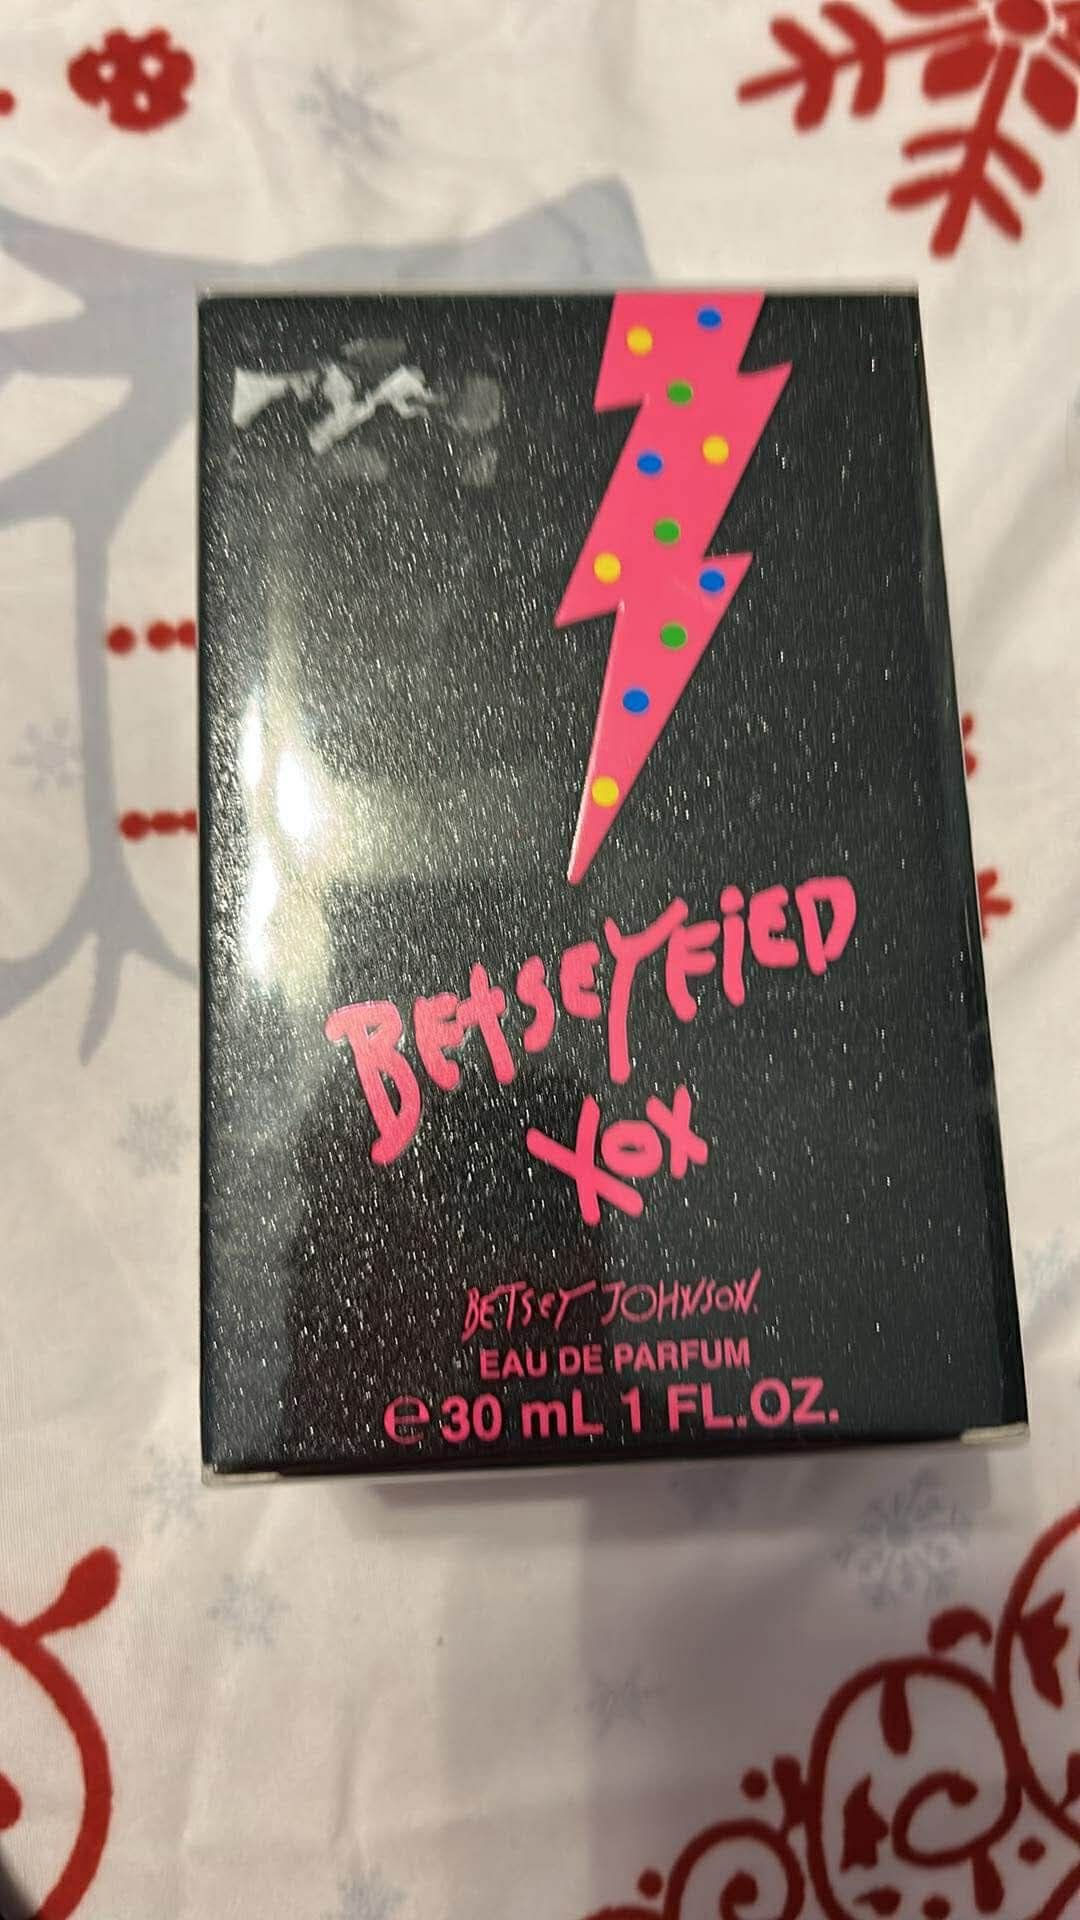 BETSEYFiED
XOX
BETSEY JOHNSON.
EAU DE PARFUM
℮ 30 mL 1 FL.OZ.